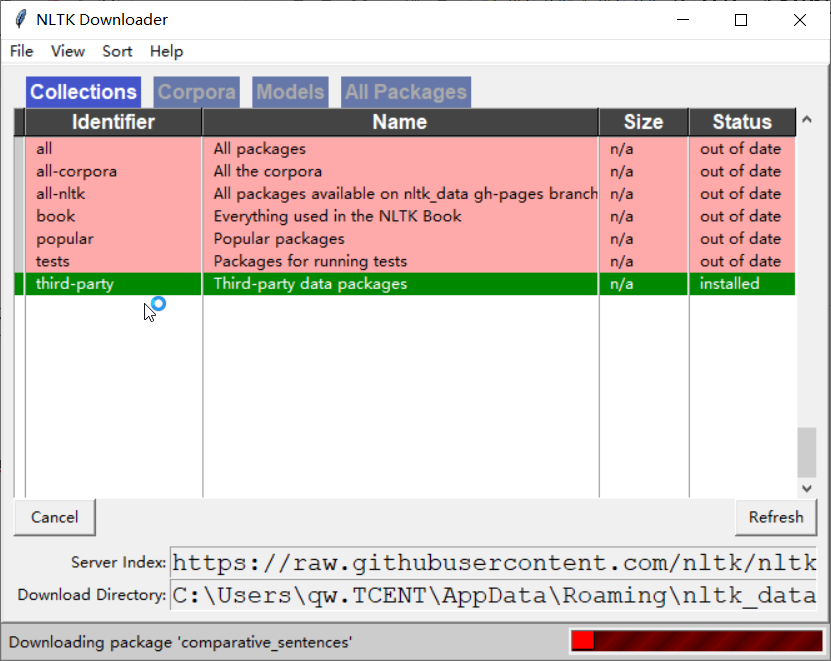 NLTK Downloader
File View Sort Help
Collections Corpora Models All Packages
Identifier Name Size Status
all All packages n/a out of date
all-corpora All the corpora n/a out of date
all-nltk All packages available on nltk_data gh-pages branch n/a out of date
book Everything used in the NLTK Book n/a out of date
popular Popular packages n/a out of date
tests Packages for running tests n/a out of date
third-party Third-party data packages n/a installed
Cancel Refresh
Server Index: https://raw.githubusercontent.com/nltk/nltk
Download Directory: C:\Users\qw.TCENT\AppData\Roaming\nltk_data
Downloading package 'comparative_sentences'